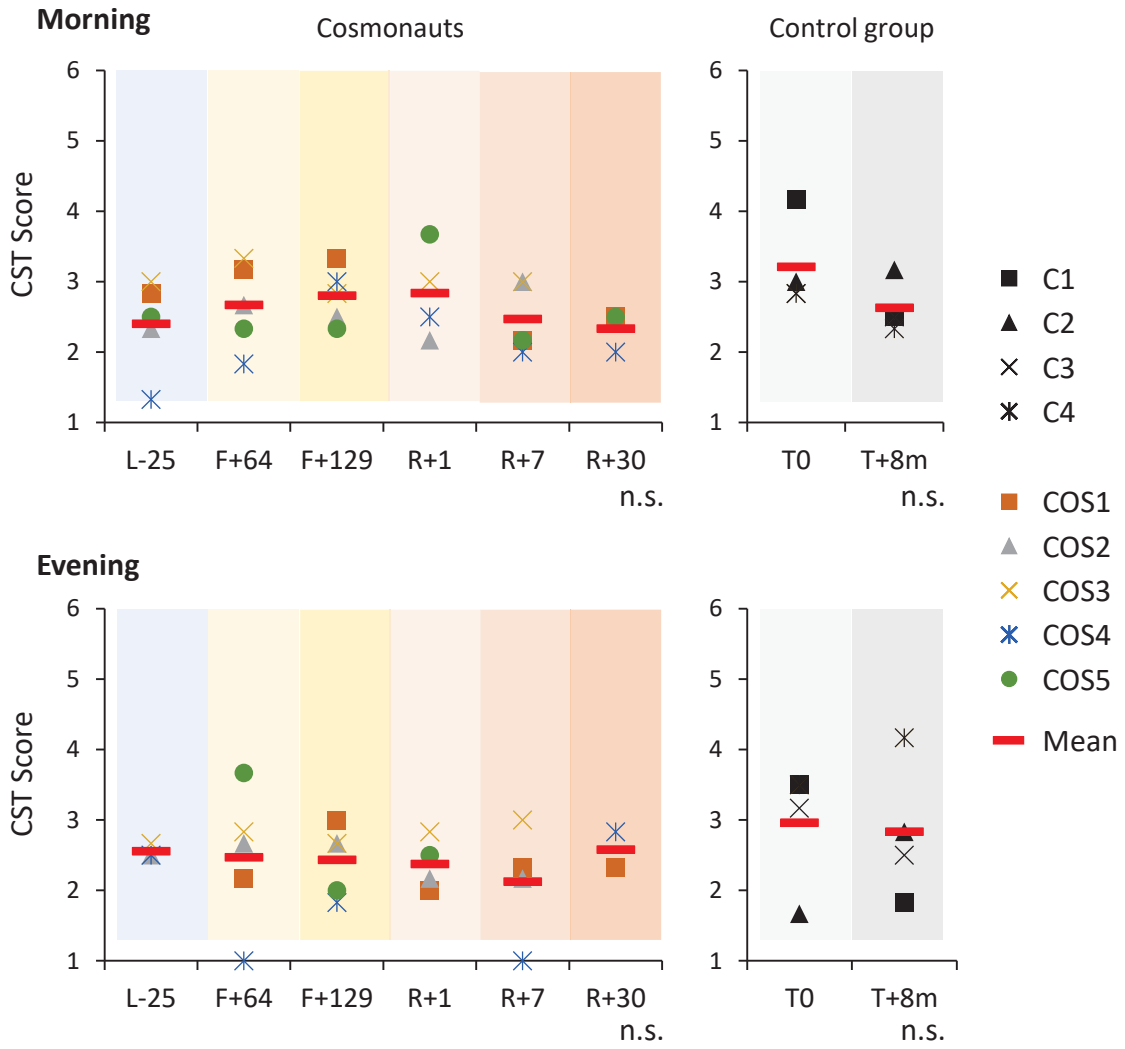 Morning
Cosmonauts
Control group
CST Score
6
5
4
3
2
1
L-25 F+64 F+129 R+1 R+7 R+30
n.s.
6
5
4
3
2
1
T0 T+8m
n.s.
C1
C2
C3
C4
COS1
COS2
COS3
COS4
COS5
Mean
Evening
CST Score
6
5
4
3
2
1
L-25 F+64 F+129 R+1 R+7 R+30
n.s.
6
5
4
3
2
1
T0 T+8m
n.s.